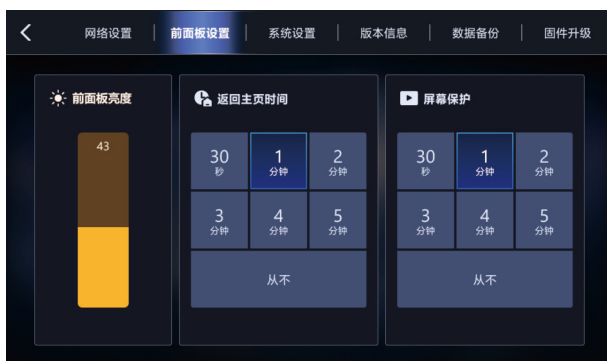 网络设置 前面板设置 系统设置 版本信息 数据备份 固件升级
前面板亮度
43
返回主页时间
30 1 2
秒 分钟 分钟
3 4 5
分钟 分钟 分钟
从不
屏幕保护
30 1 2
秒 分钟 分钟
3 4 5
分钟 分钟 分钟
从不